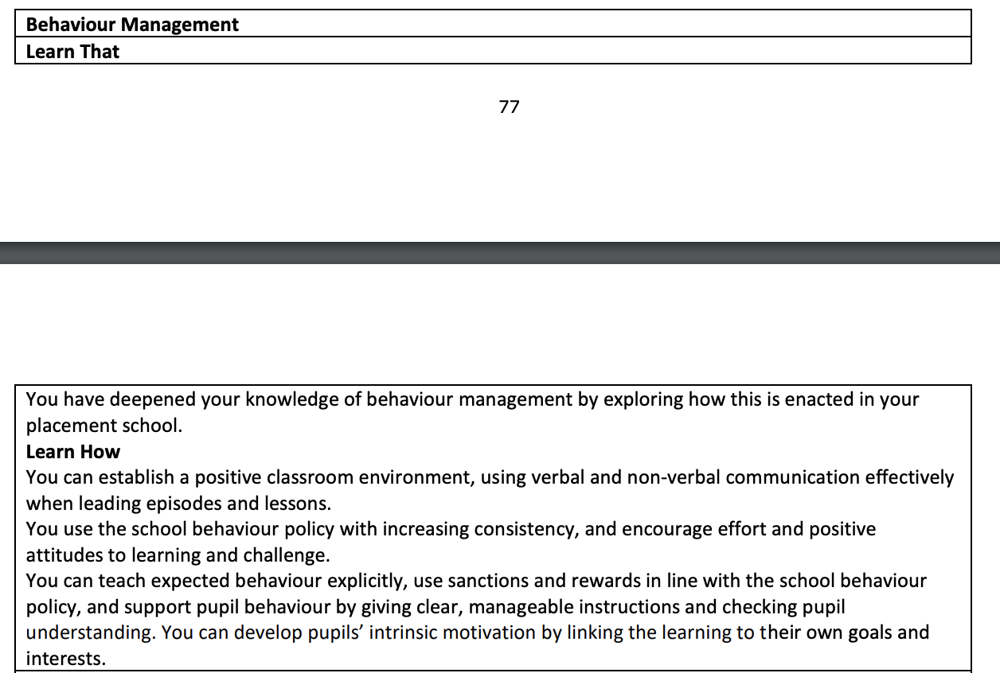 Behaviour Management
Learn That
77
You have deepened your knowledge of behaviour management by exploring how this is enacted in your
placement school.
Learn How
You can establish a positive classroom environment, using verbal and non-verbal communication effectively
when leading episodes and lessons.
You use the school behaviour policy with increasing consistency, and encourage effort and positive
attitudes to learning and challenge.
You can teach expected behaviour explicitly, use sanctions and rewards in line with the school behaviour
policy, and support pupil behaviour by giving clear, manageable instructions and checking pupil
understanding. You can develop pupils’ intrinsic motivation by linking the learning to their own goals and
interests.